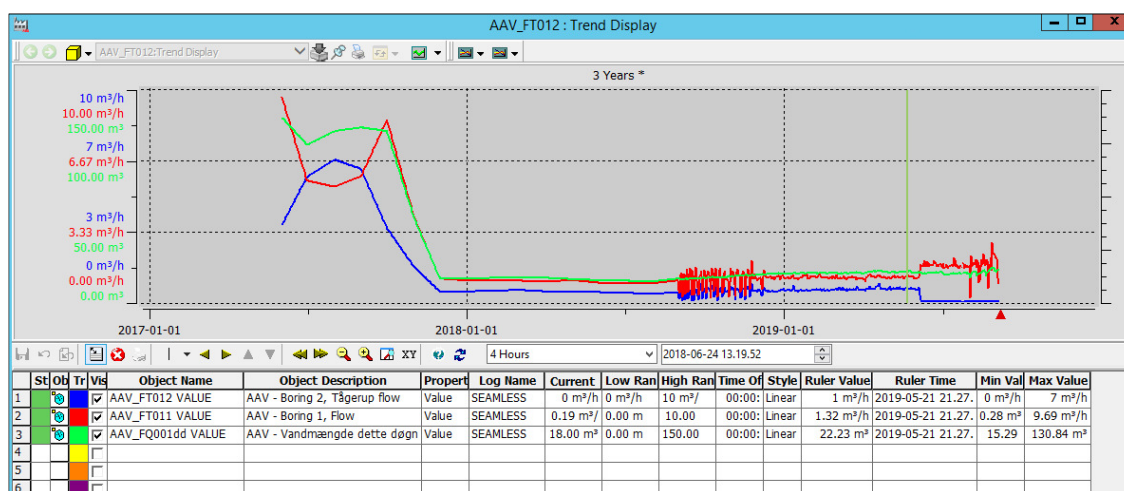 AAV_FT012 : Trend Display
AAV_FT012:Trend Display
3 Years *
10 m³/h
10.00 m³/h
150.00 m³
7 m³/h
6.67 m³/h
100.00 m³
3 m³/h
3.33 m³/h
50.00 m³
0 m³/h
0.00 m³/h
0.00 m³
2017-01-01 2018-01-01 2019-01-01
XY 4 Hours 2018-06-24 13.19.52
St Ob Tr Vis Object Name Object Description Propert Log Name Current Low Ran High Ran Time Of Style Ruler Value Ruler Time Min Val Max Value
1 AAV_FT012 VALUE AAV - Boring 2, Tågerup flow Value SEAMLESS 0 m³/h 0 m³/h 10 m³/ 00:00: Linear 1 m³/h 2019-05-21 21.27. 0 m³/h 7 m³/h
2 AAV_FT011 VALUE AAV - Boring 1, Flow Value SEAMLESS 0.19 m³/ 0.00 m 10.00 00:00: Linear 1.32 m³/h 2019-05-21 21.27. 0.28 m³ 9.69 m³/h
3 AAV_FQ001dd VALUE AAV - Vandmængde dette døgn Value SEAMLESS 18.00 m³ 0.00 m 150.00 00:00: Linear 22.23 m³ 2019-05-21 21.27. 15.29 130.84 m³
4
5
6